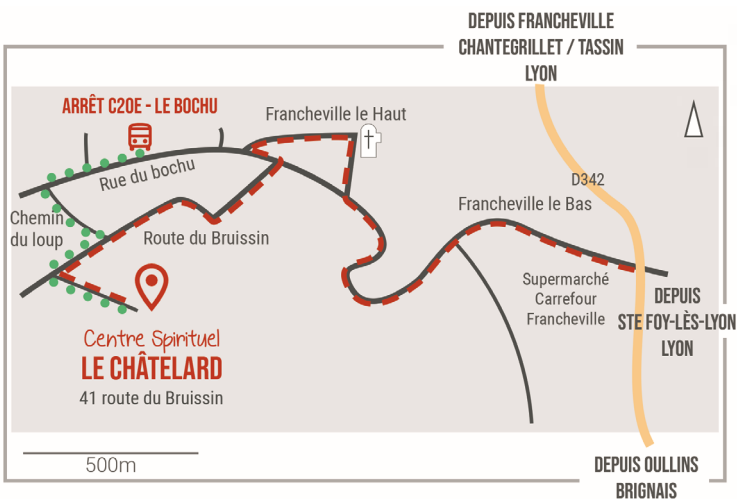 DEPUIS FRANCHEVILLE
CHANTEGRILLET / TASSIN
LYON
ARRÊT C20E - LE BOCHU
Francheville le Haut
Rue du bochu
D342
Francheville le Bas
Chemin
du loup
Route du Bruissin
Supermarché
Carrefour
Francheville
DEPUIS
STE FOY-LÈS-LYON
LYON
Centre Spirituel
LE CHÂTELARD
41 route du Bruissin
500m
DEPUIS OULLINS
BRIGNAIS